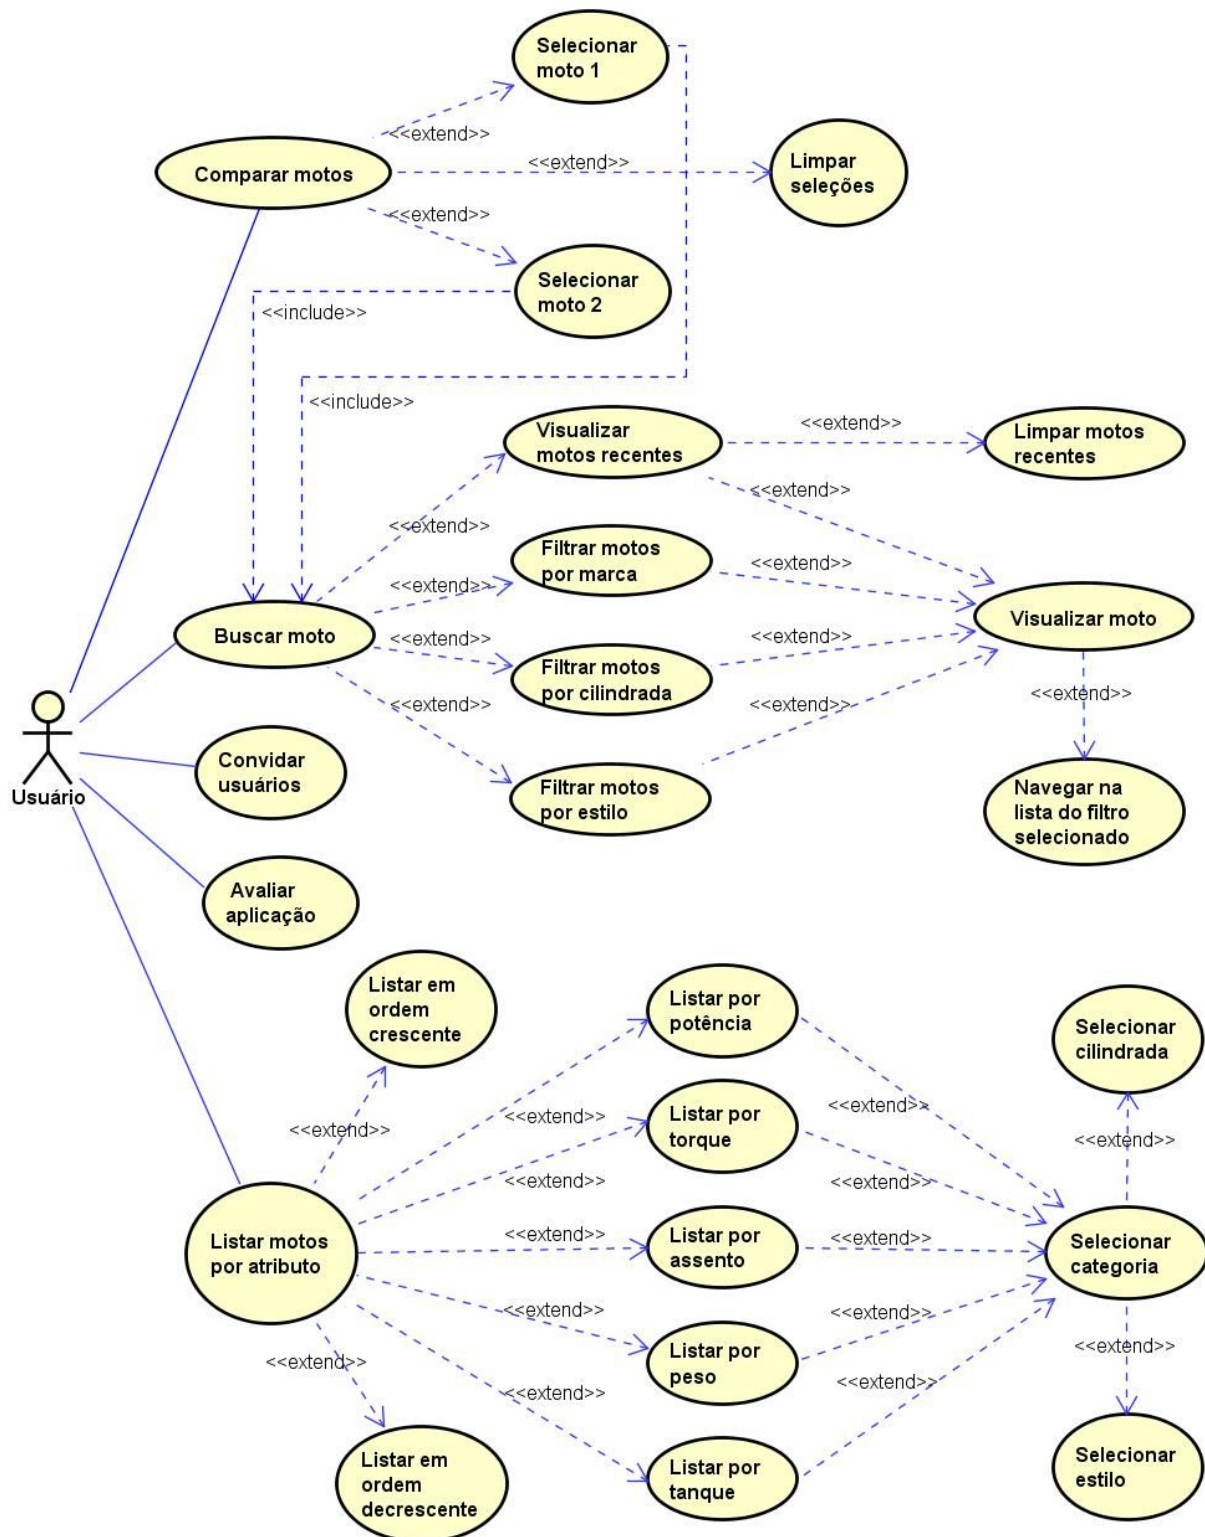 Selecionar
moto 1
<<extend>>
Comparar motos
<<extend>>
Limpar
seleções
<<extend>>
Selecionar
moto 2
<<include>>
<<include>>
Visualizar
motos recentes
<<extend>>
Limpar motos
recentes
<<extend>>
<<extend>>
Filtrar motos
por marca
<<extend>>
<<extend>>
Buscar moto
Visualizar moto
<<extend>>
<<extend>>
Filtrar motos
por cilindrada
<<extend>>
<<extend>>
<<extend>>
Convidar
usuários
Filtrar motos
por estilo
Navegar na
lista do filtro
selecionado
Usuário
Avaliar
aplicação
Listar em
ordem
crescente
Listar por
potência
Selecionar
cilindrada
<<extend>>
<<extend>>
<<extend>>
Listar por
torque
<<extend>>
<<extend>>
<<extend>>
Listar motos
por atributo
<<extend>>
Listar por
assento
<<extend>>
Selecionar
categoria
<<extend>>
<<extend>>
<<extend>>
<<extend>>
Listar por
peso
<<extend>>
<<extend>>
Listar em
ordem
decrescente
Listar por
tanque
Selecionar
estilo